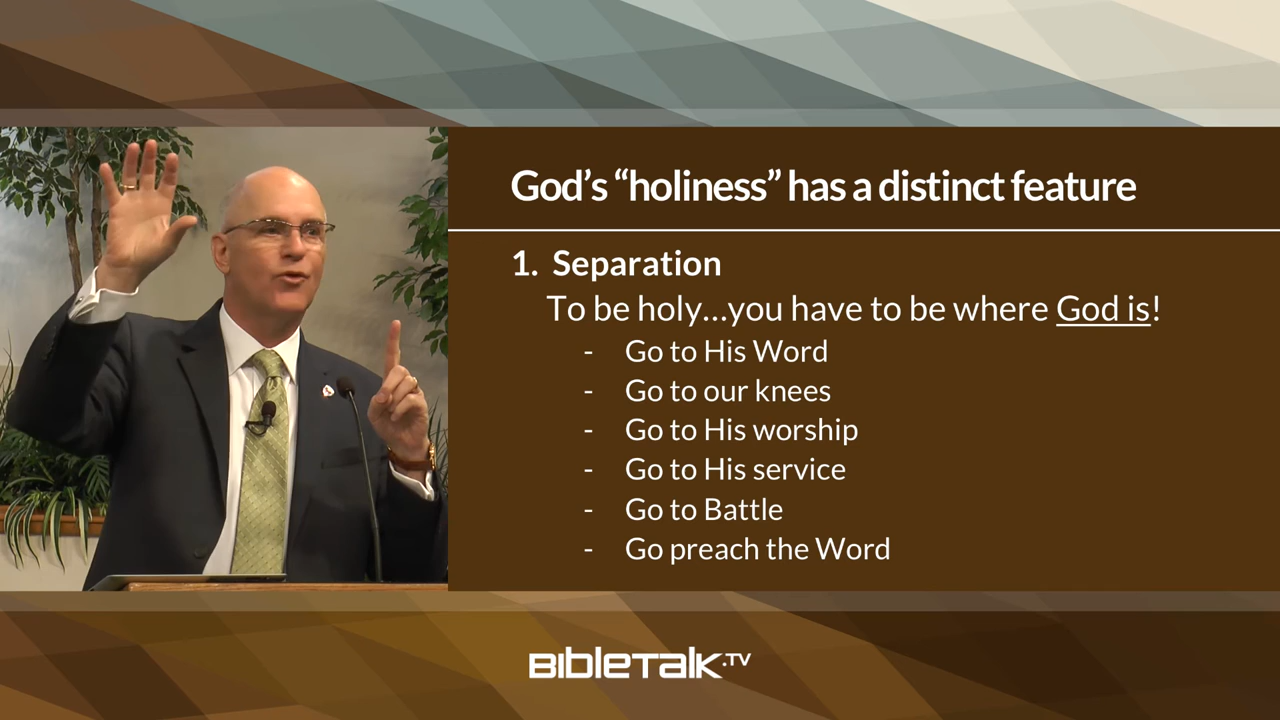 God's “holiness” has a distinct feature
1. Separation
To be holy...you have to be where God is!
- Go to His Word
- Go to our knees
- Go to His worship
- Go to His service
- Go to Battle
- Go preach the Word
BIBLETALK.TV